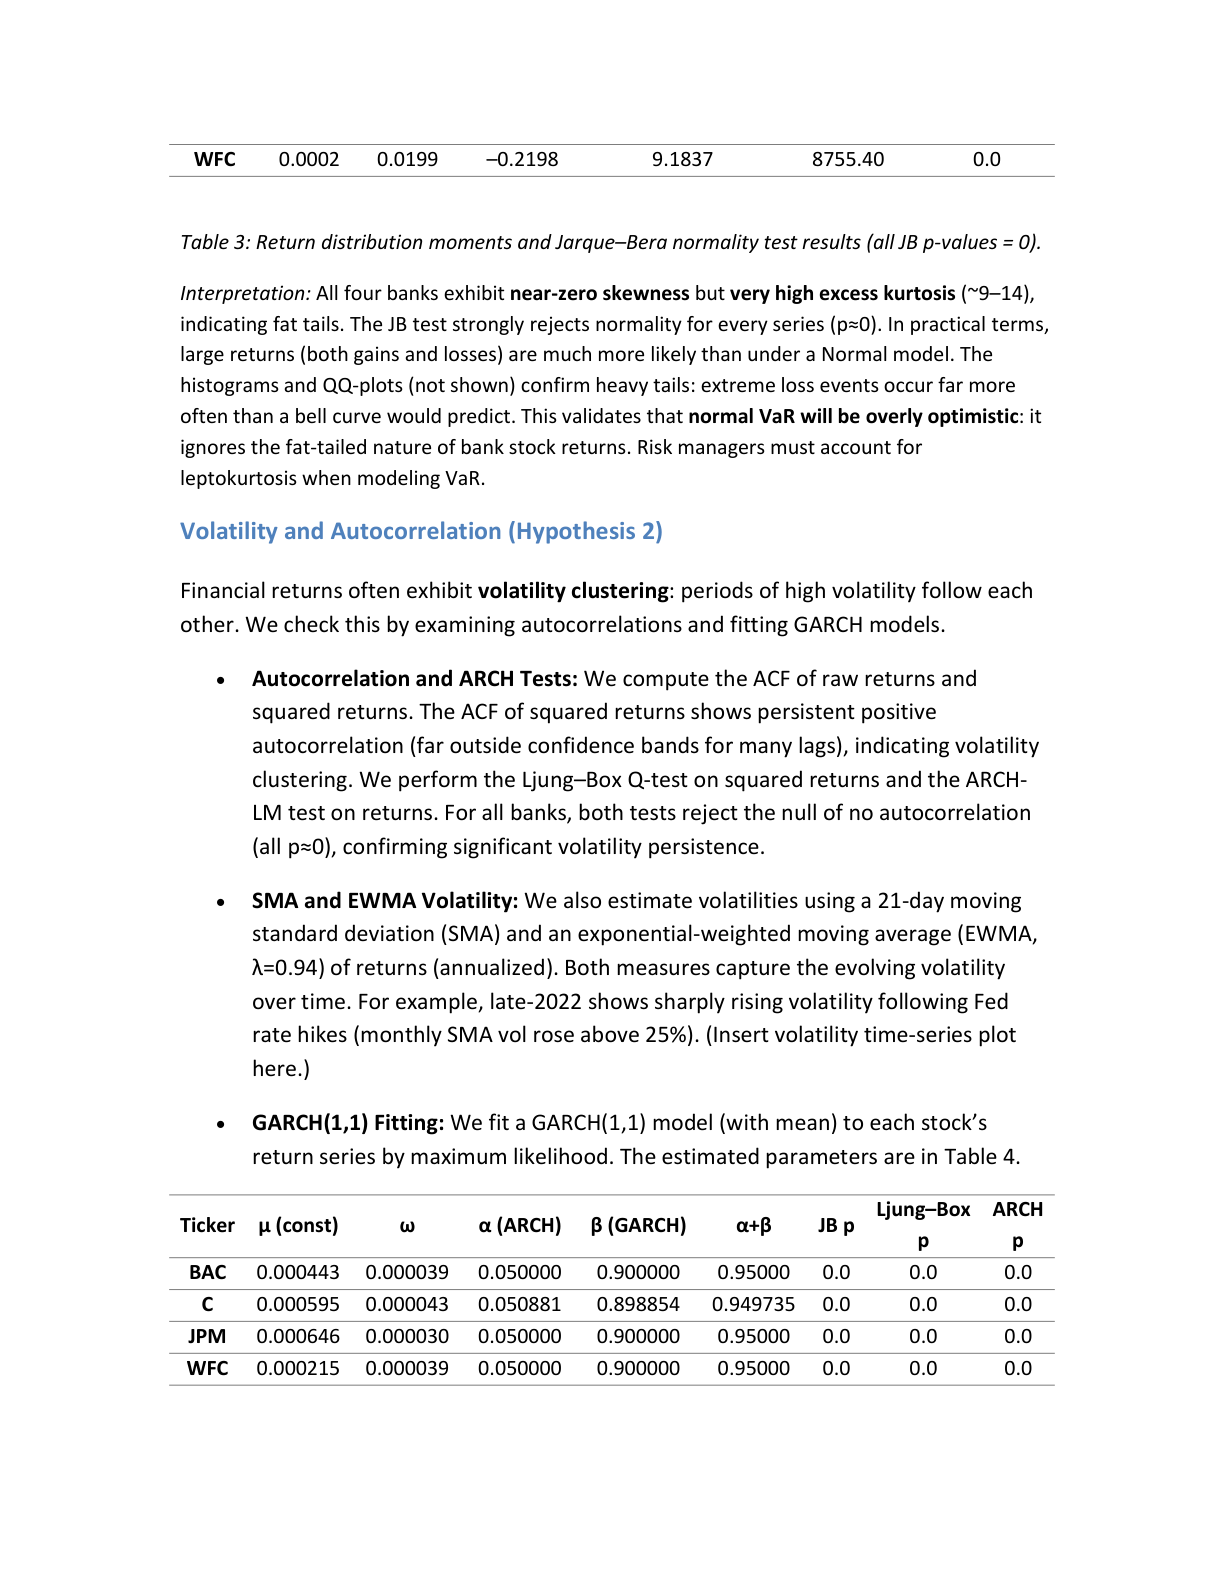 WFC 0.0002 0.0199 –0.2198 9.1837 8755.40 0.0
Table 3: Return distribution moments and Jarque–Bera normality test results (all JB p-values = 0).
Interpretation: All four banks exhibit near-zero skewness but very high excess kurtosis (~9–14),
indicating fat tails. The JB test strongly rejects normality for every series (p≈0). In practical terms,
large returns (both gains and losses) are much more likely than under a Normal model. The
histograms and QQ-plots (not shown) confirm heavy tails: extreme loss events occur far more
often than a bell curve would predict. This validates that normal VaR will be overly optimistic: it
ignores the fat-tailed nature of bank stock returns. Risk managers must account for
leptokurtosis when modeling VaR.
Volatility and Autocorrelation (Hypothesis 2)
Financial returns often exhibit volatility clustering: periods of high volatility follow each
other. We check this by examining autocorrelations and fitting GARCH models.
• Autocorrelation and ARCH Tests: We compute the ACF of raw returns and
squared returns. The ACF of squared returns shows persistent positive
autocorrelation (far outside confidence bands for many lags), indicating volatility
clustering. We perform the Ljung–Box Q-test on squared returns and the ARCH-
LM test on returns. For all banks, both tests reject the null of no autocorrelation
(all p≈0), confirming significant volatility persistence.
• SMA and EWMA Volatility: We also estimate volatilities using a 21-day moving
standard deviation (SMA) and an exponential-weighted moving average (EWMA,
λ=0.94) of returns (annualized). Both measures capture the evolving volatility
over time. For example, late-2022 shows sharply rising volatility following Fed
rate hikes (monthly SMA vol rose above 25%). (Insert volatility time-series plot
here.)
• GARCH(1,1) Fitting: We fit a GARCH(1,1) model (with mean) to each stock’s
return series by maximum likelihood. The estimated parameters are in Table 4.
Ticker μ (const) ω α (ARCH) β (GARCH) α+β JB p Ljung–Box p ARCH p
BAC 0.000443 0.000039 0.050000 0.900000 0.95000 0.0 0.0 0.0
C 0.000595 0.000043 0.050881 0.898854 0.949735 0.0 0.0 0.0
JPM 0.000646 0.000030 0.050000 0.900000 0.95000 0.0 0.0 0.0
WFC 0.000215 0.000039 0.050000 0.900000 0.95000 0.0 0.0 0.0